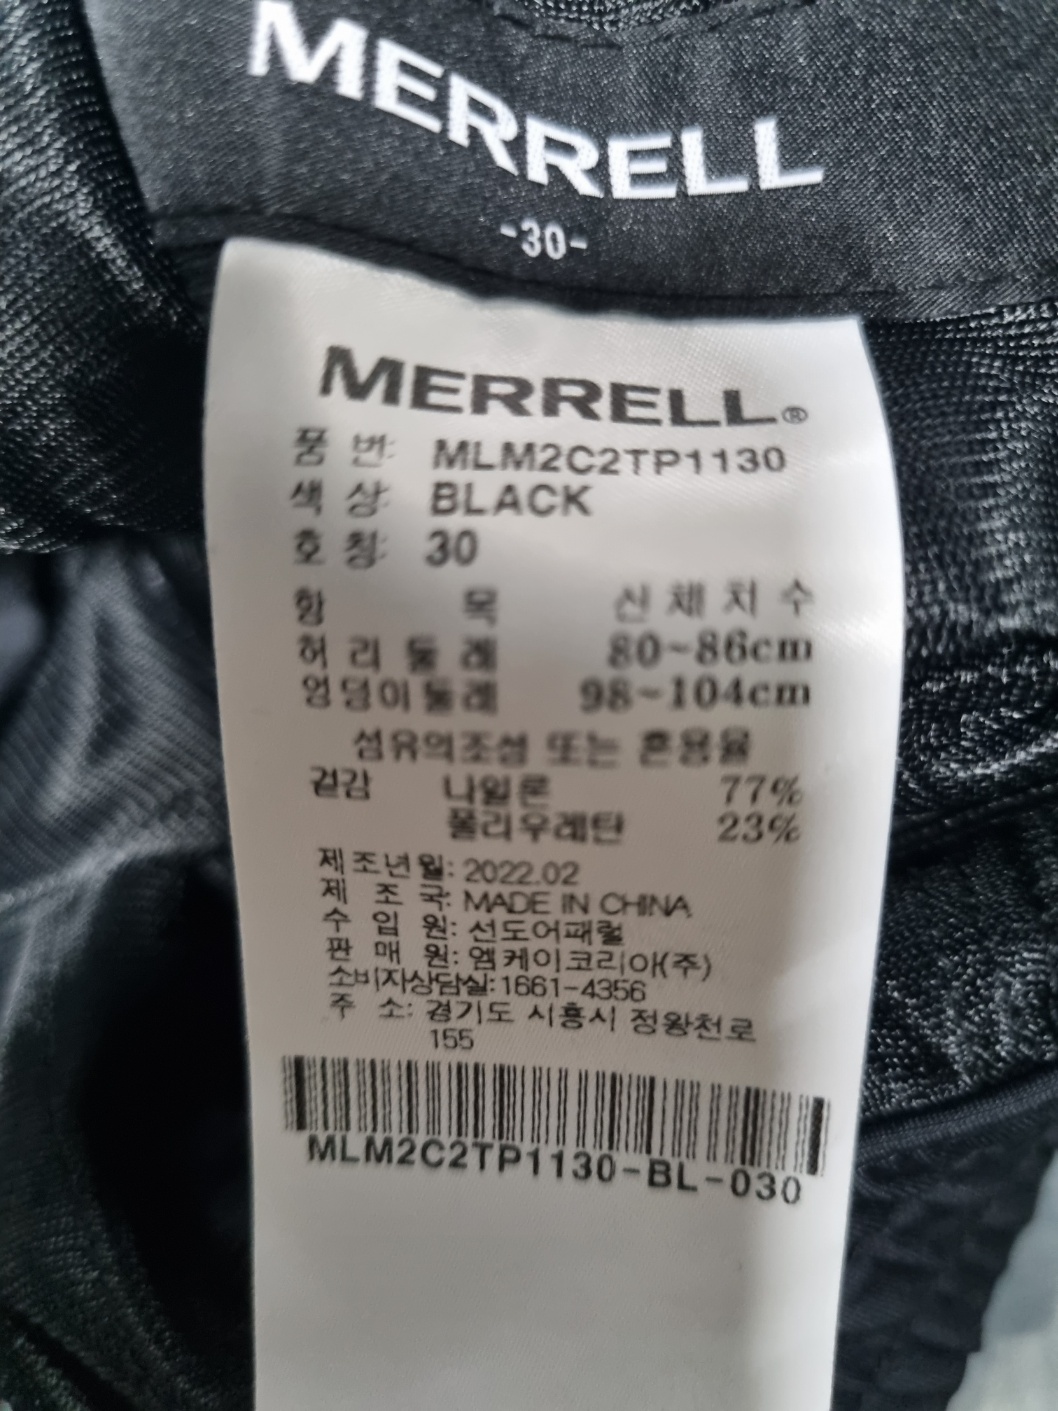 MERRELL
-30-
MERRELL®
품 번: MLM2C2TP1130
색 상: BLACK
호 칭: 30
항 목 신 체 치 수
허 리 둘 레 80~86cm
엉덩이둘레 98~104cm
섬유의조성 또는 혼용율
겉감 나일론 77%
폴리우레탄 23%
제조년월: 2022.02
제 조 국: MADE IN CHINA
수 입 원: 선도어패럴
판 매 원: 엠케이코리아(주)
소비자상담실:1661-4356
주 소: 경기도 시흥시 정왕천로
155
MLM2C2TP1130-BL-030